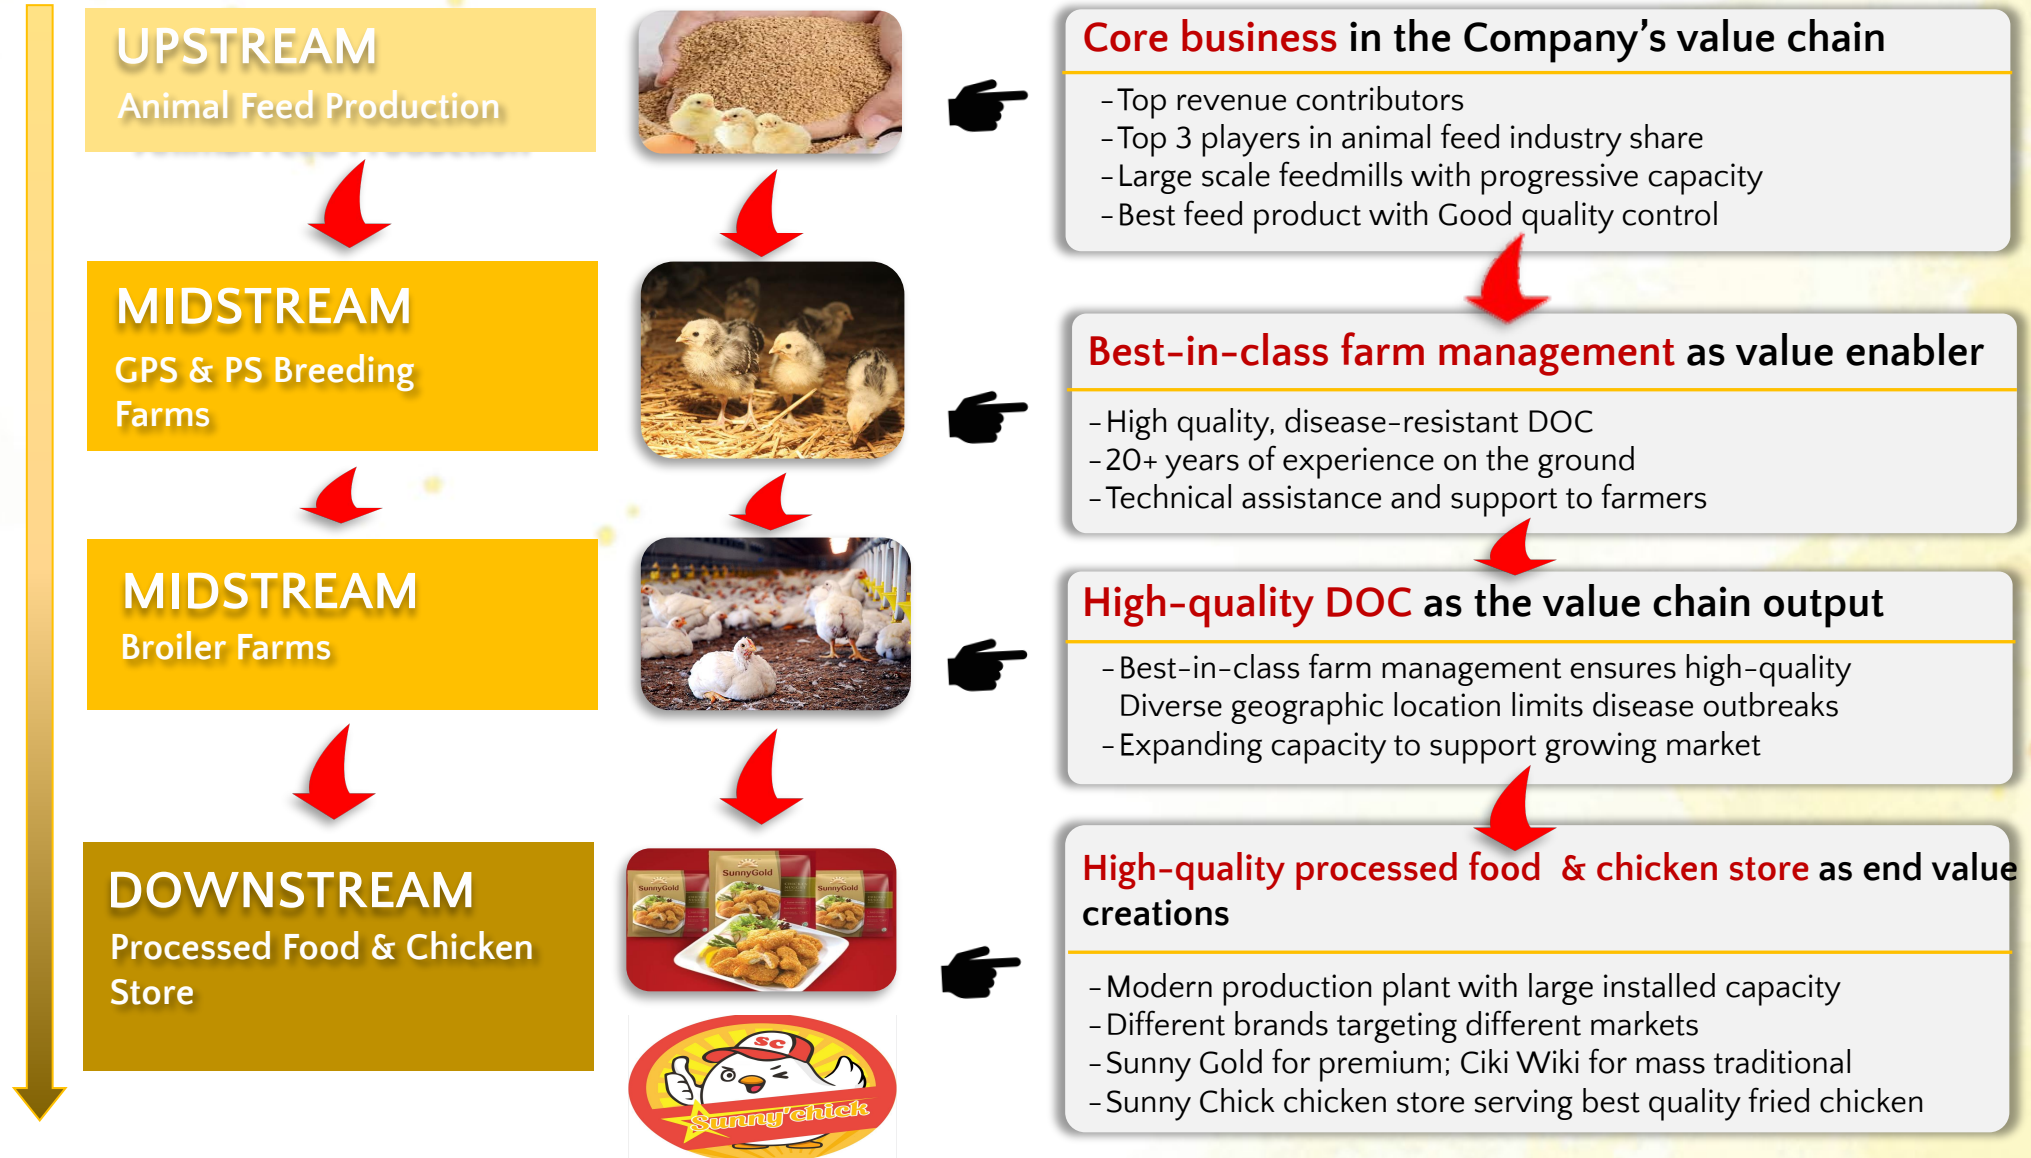 UPSTREAM
Animal Feed Production
Core business in the Company's value chain
-Top revenue contributors
-Top 3 players in animal feed industry share
-Large scale feedmills with progressive capacity
-Best feed product with Good quality control
MIDSTREAM
GPS & PS Breeding
Farms
Best-in-class farm management as value enabler
-High quality, disease-resistant DOC
-20+ years of experience on the ground
-Technical assistance and support to farmers
MIDSTREAM
Broiler Farms
High-quality DOC as the value chain output
-Best-in-class farm management ensures high-quality
Diverse geographic location limits disease outbreaks
-Expanding capacity to support growing market
DOWNSTREAM
Processed Food & Chicken
Store
SunnyGold
SunnyGold
SunnyGold
SC
Sunny'chick
High-quality processed food & chicken store as end value
creations
-Modern production plant with large installed capacity
-Different brands targeting different markets
-Sunny Gold for premium; Ciki Wiki for mass traditional
-Sunny Chick chicken store serving best quality fried chicken